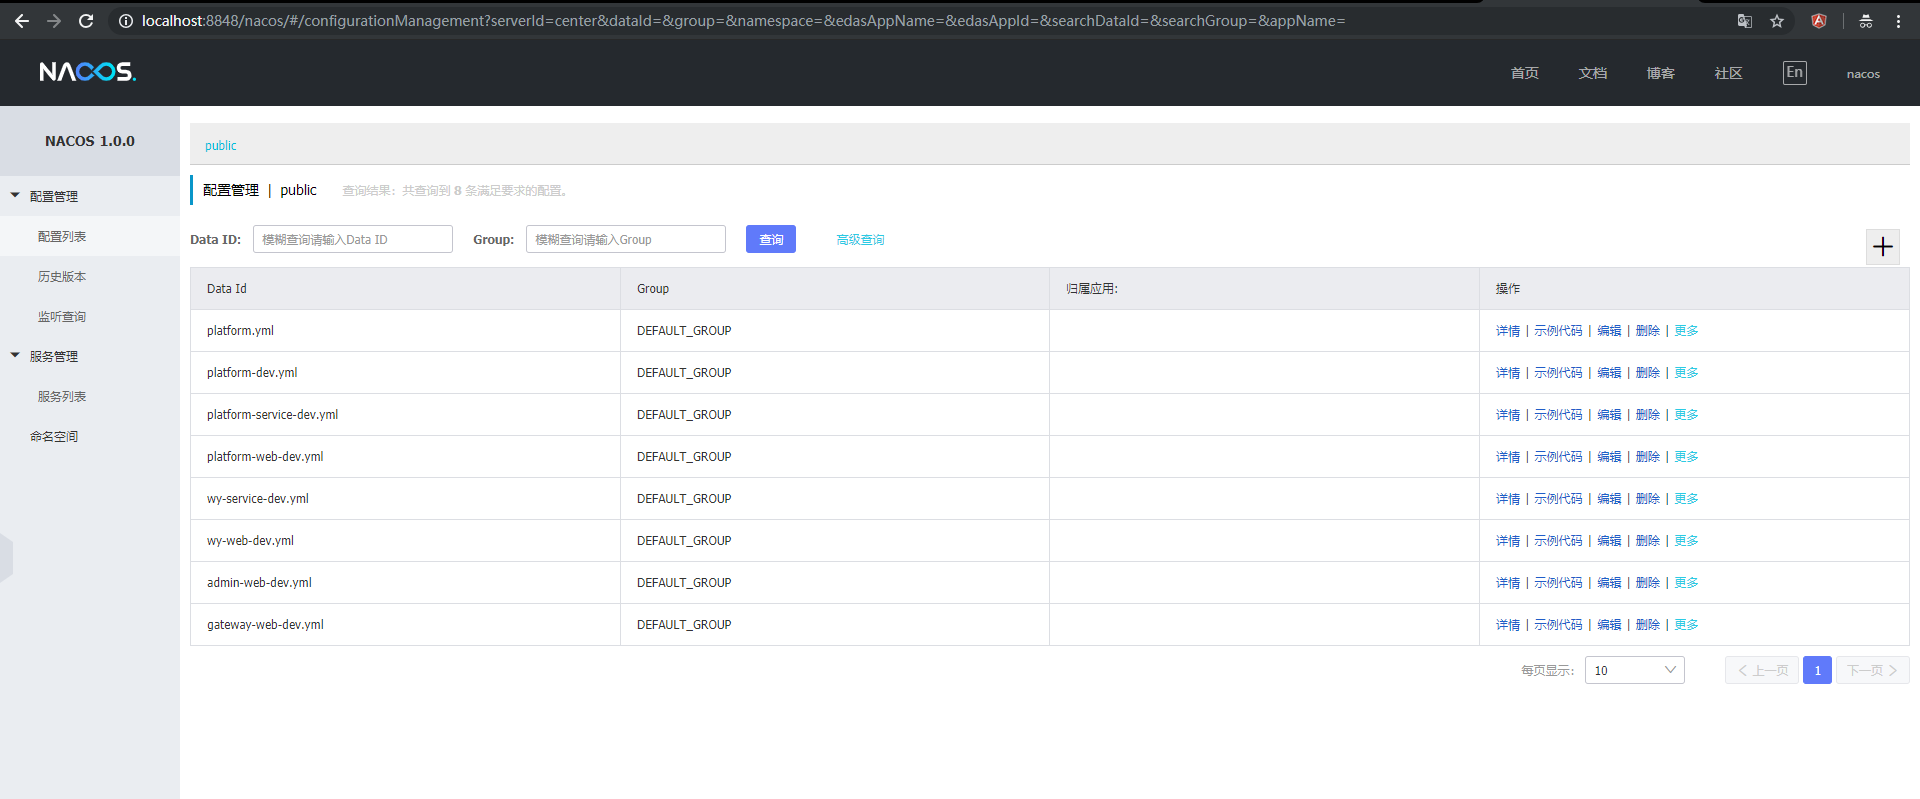 localhost:8848/nacos/#/configurationManagement?serverId=center&dataId=&group=&namespace=&edasAppName=&edasAppId=&searchDataId=&searchGroup=&appName=
NACOS.
首页 文档 博客 社区 En nacos
NACOS 1.0.0
配置管理
配置列表
历史版本
监听查询
服务管理
服务列表
命名空间
public
配置管理 | public 查询结果：共查询到 8 条满足要求的配置。
Data ID: 模糊查询请输入Data ID Group: 模糊查询请输入Group 查询 高级查询
Data Id Group 归属应用: 操作
platform.yml DEFAULT_GROUP 详情 | 示例代码 | 编辑 | 删除 | 更多
platform-dev.yml DEFAULT_GROUP 详情 | 示例代码 | 编辑 | 删除 | 更多
platform-service-dev.yml DEFAULT_GROUP 详情 | 示例代码 | 编辑 | 删除 | 更多
platform-web-dev.yml DEFAULT_GROUP 详情 | 示例代码 | 编辑 | 删除 | 更多
wy-service-dev.yml DEFAULT_GROUP 详情 | 示例代码 | 编辑 | 删除 | 更多
wy-web-dev.yml DEFAULT_GROUP 详情 | 示例代码 | 编辑 | 删除 | 更多
admin-web-dev.yml DEFAULT_GROUP 详情 | 示例代码 | 编辑 | 删除 | 更多
gateway-web-dev.yml DEFAULT_GROUP 详情 | 示例代码 | 编辑 | 删除 | 更多
每页显示: 10 上一页 1 下一页